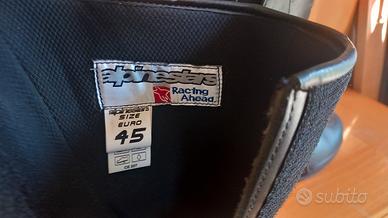 alpinestars
Racing
Ahead
alpinestars
SIZE
EURO
45
subito